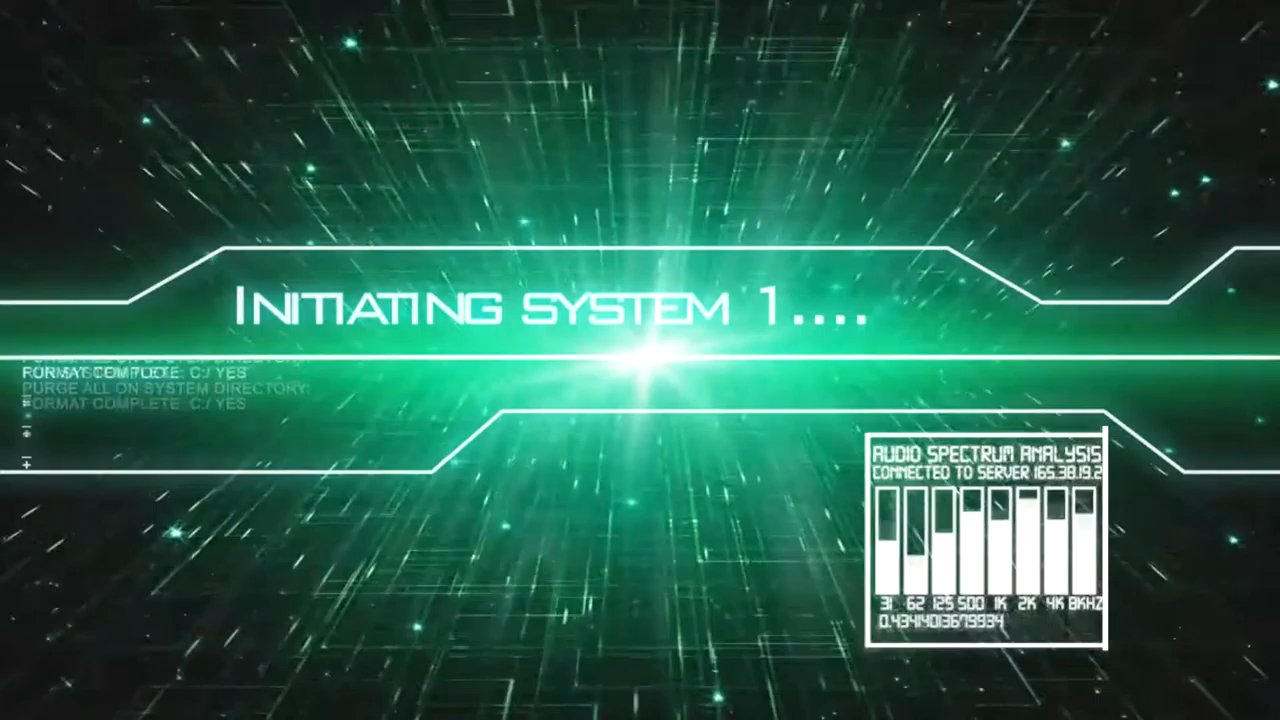 INITIATING SYSTEM 1....
FORMAT COMPLETE: C:/ YES
PURGE ALL ON SYSTEM DIRECTORY:
FORMAT COMPLETE C:/ YES
AUDIO SPECTRUM ANALYSIS
CONNECTED TO SERVER 165.38.19.2
31 62 125 500 1K 2K 4K 8KHZ
0.43414013679934